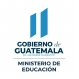 GOBIERNO de
GUATEMALA
MINISTERIO DE
EDUCACIÓN